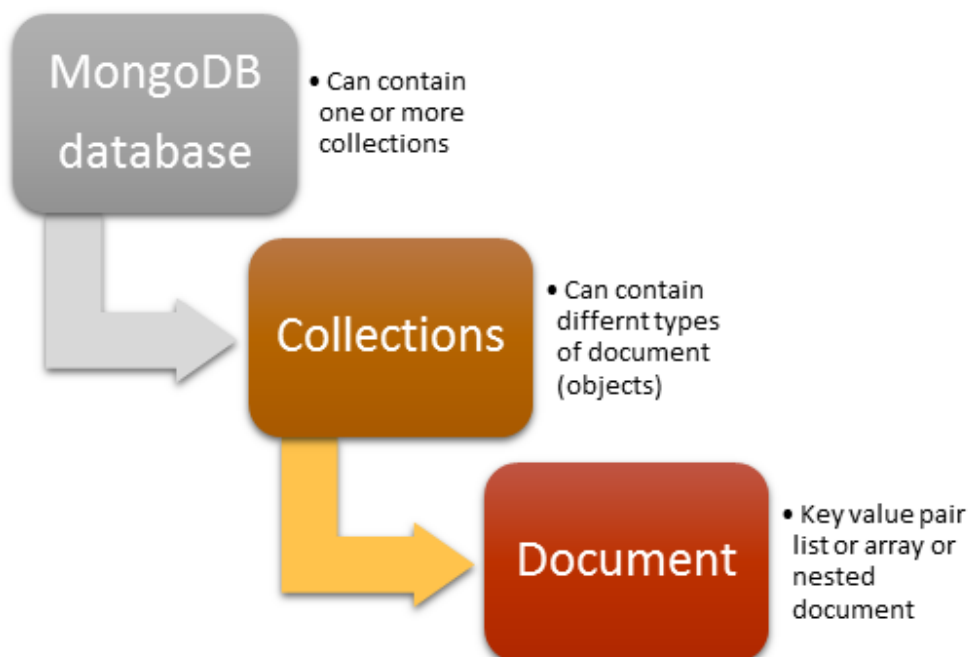 MongoDB
database
• Can contain
one or more
collections
Collections
• Can contain
differnt types
of document
(objects)
Document
• Key value pair
list or array or
nested
document